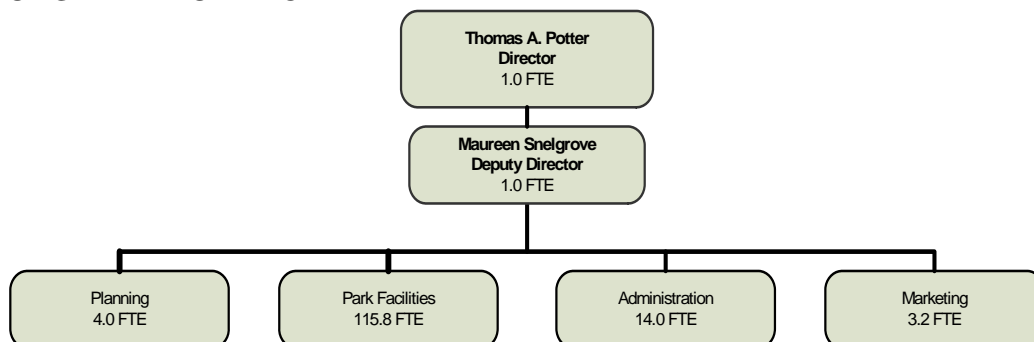 Thomas A. Potter
Director
1.0 FTE
Maureen Snelgrove
Deputy Director
1.0 FTE
Planning
4.0 FTE
Park Facilities
115.8 FTE
Administration
14.0 FTE
Marketing
3.2 FTE